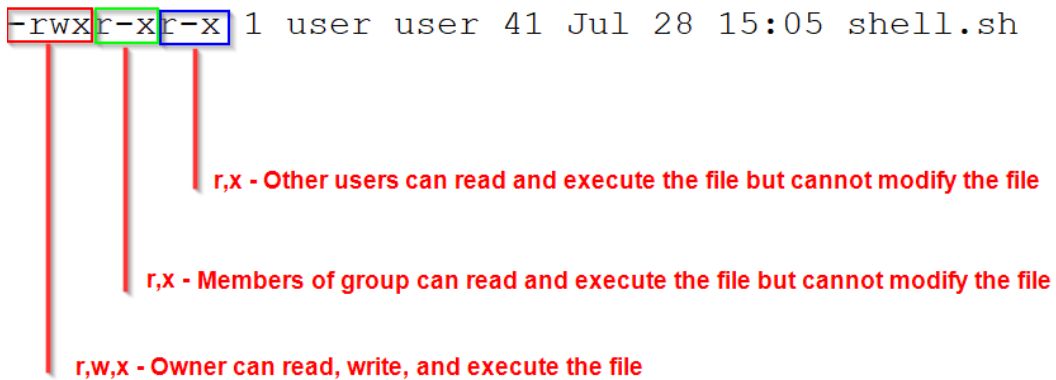 -rwxr-xr-x 1 user user 41 Jul 28 15:05 shell.sh
r,x - Other users can read and execute the file but cannot modify the file
r,x - Members of group can read and execute the file but cannot modify the file
r,w,x - Owner can read, write, and execute the file